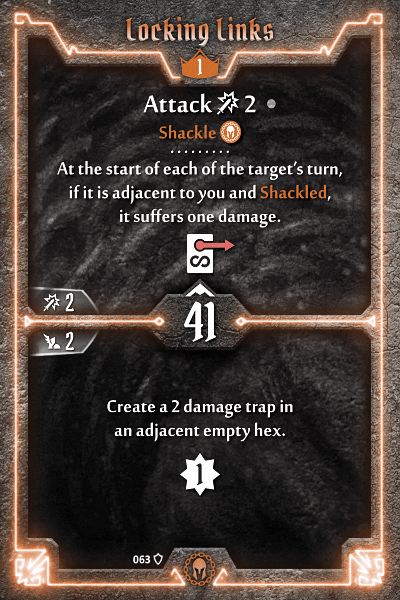 Locking Links
1
Attack 2
Shackle
At the start of each of the target's turn,
if it is adjacent to you and Shackled,
it suffers one damage.
2
41
2
Create a 2 damage trap in
an adjacent empty hex.
1
063